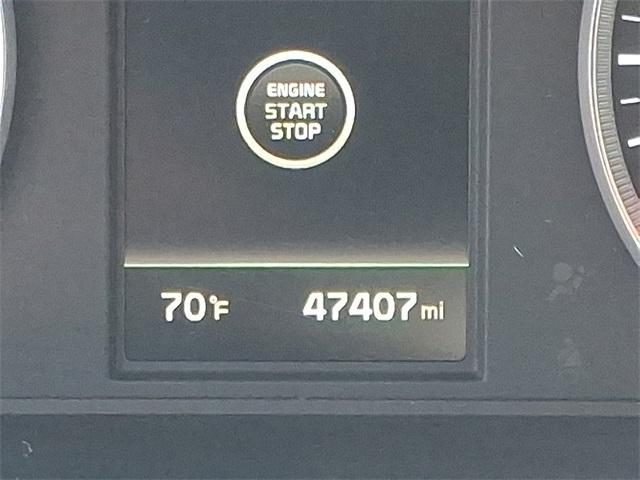 ENGINE
START
STOP
70°F 47407 mi